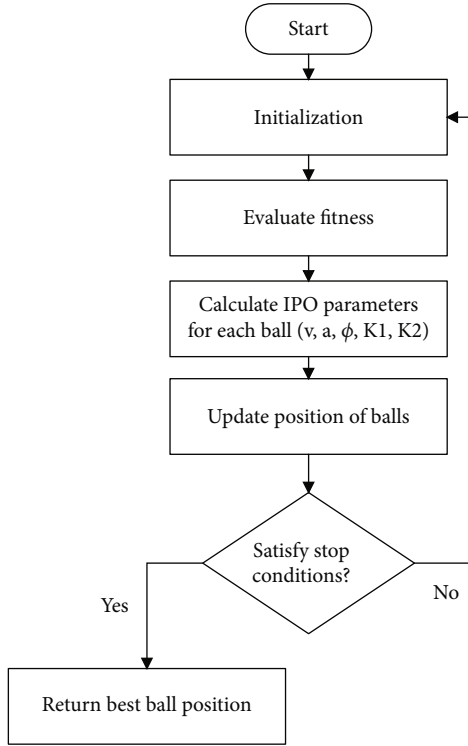 Start
Initialization
Evaluate fitness
Calculate IPO parameters
for each ball (v, a, ϕ, K1, K2)
Update position of balls
Satisfy stop
conditions?
Yes
No
Return best ball position